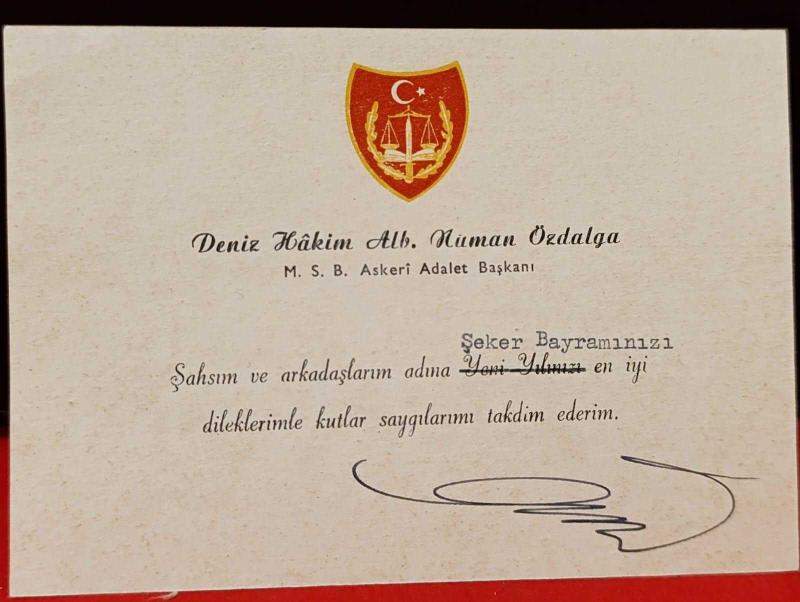 Deniz Hâkim Alb. Numan Özdalga
M. S. B. Askerî Adalet Başkanı
Şeker Bayramınızı
Şahsım ve arkadaşlarım adına Yeni Yılınızı en iyi
dileklerimle kutlar saygılarımı takdim ederim.